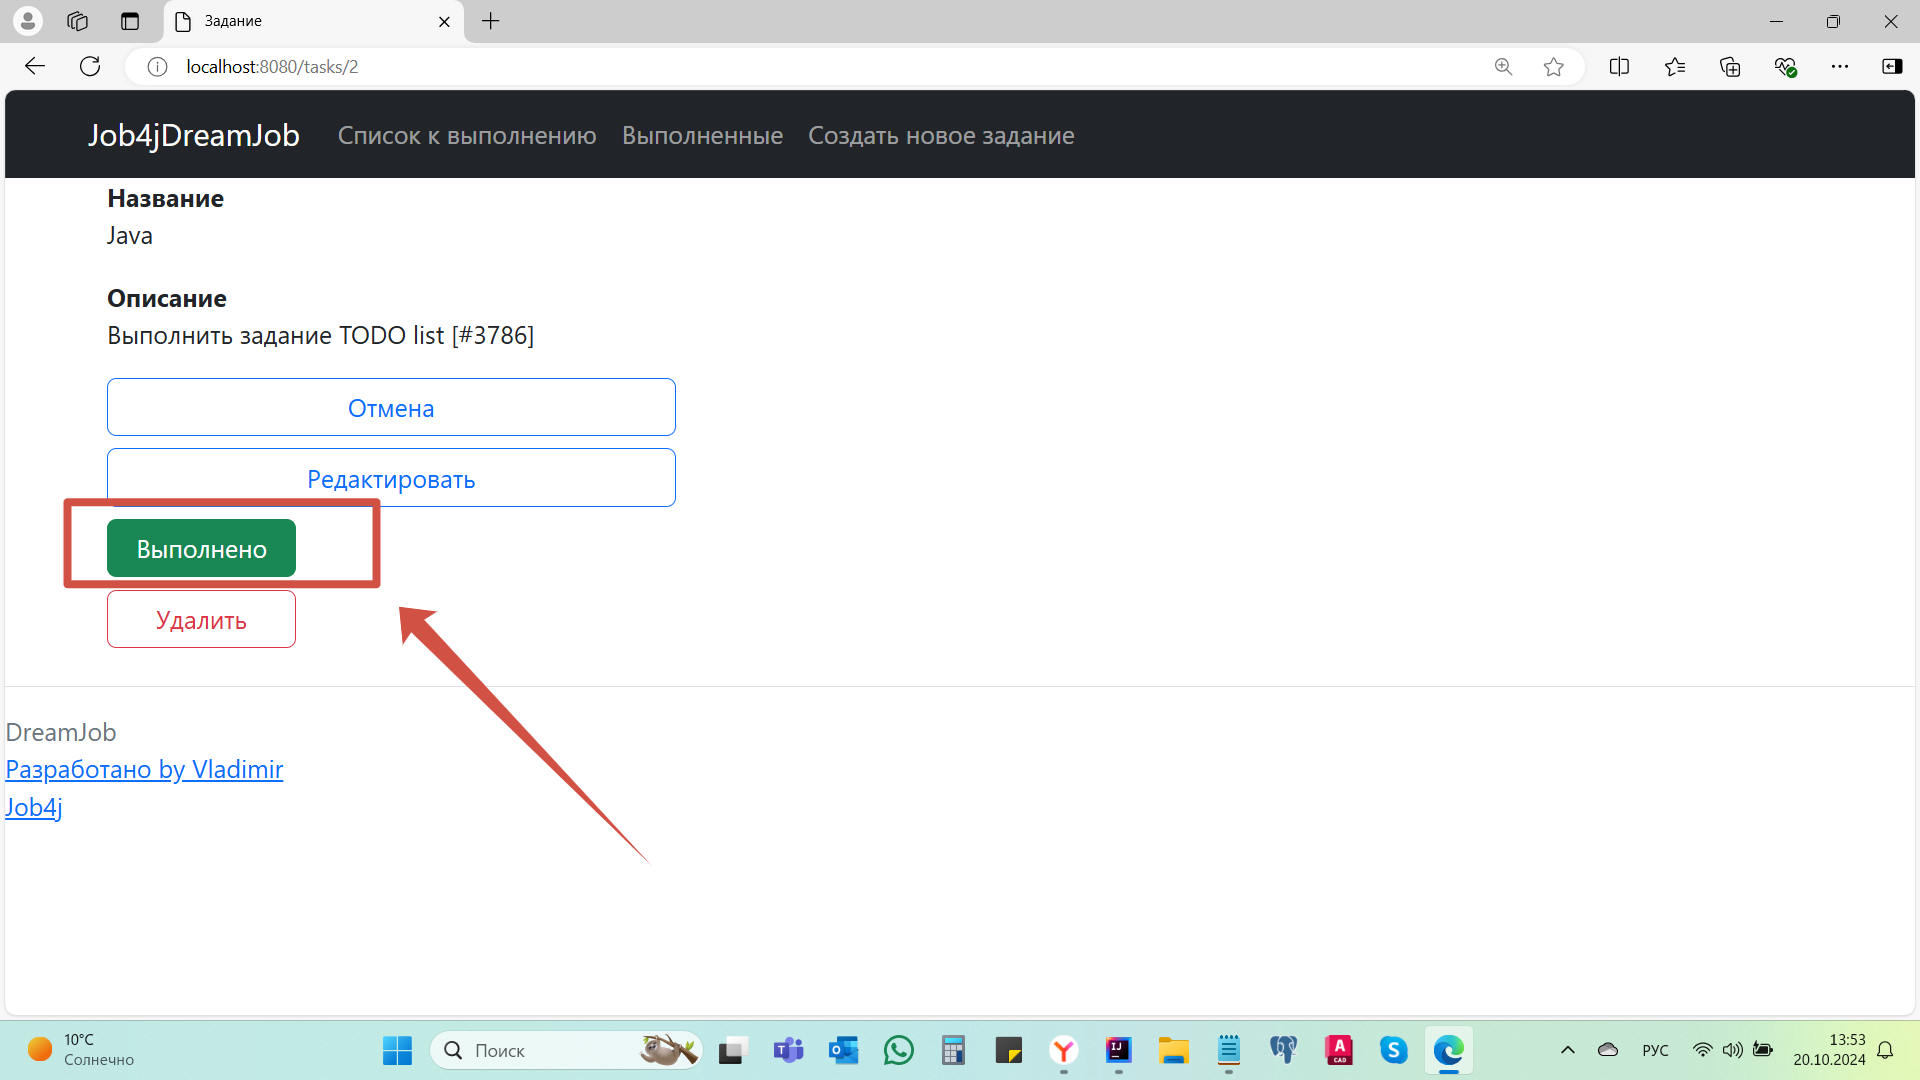 Задание
localhost:8080/tasks/2
Job4jDreamJob Список к выполнению Выполненные Создать новое задание
Название
Java
Описание
Выполнить задание TODO list [#3786]
Отмена
Редактировать
Выполнено
Удалить
DreamJob
Разработано by Vladimir
Job4j
10°C
Солнечно
Поиск
РУС
13:53
20.10.2024